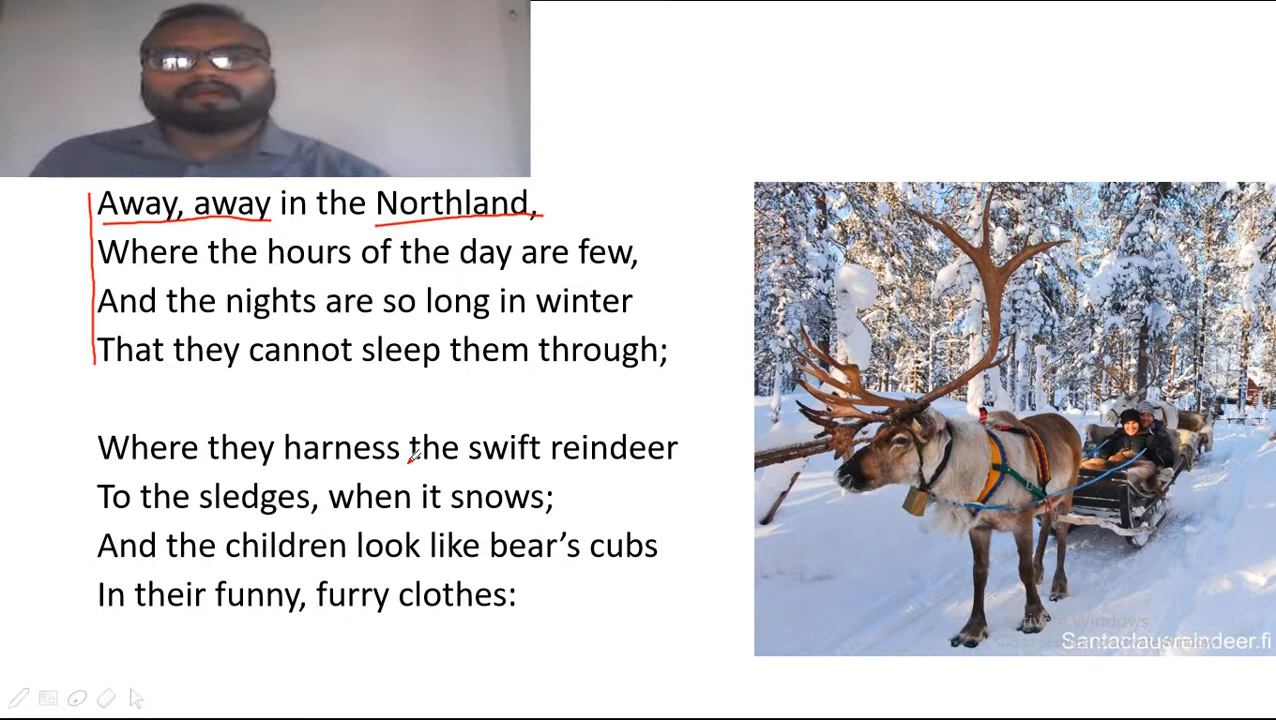 Away, away in the Northland,
Where the hours of the day are few,
And the nights are so long in winter
That they cannot sleep them through;
Where they harness the swift reindeer
To the sledges, when it snows;
And the children look like bear’s cubs
In their funny, furry clothes:
Activate Windows
Santaclausreindeer.fi